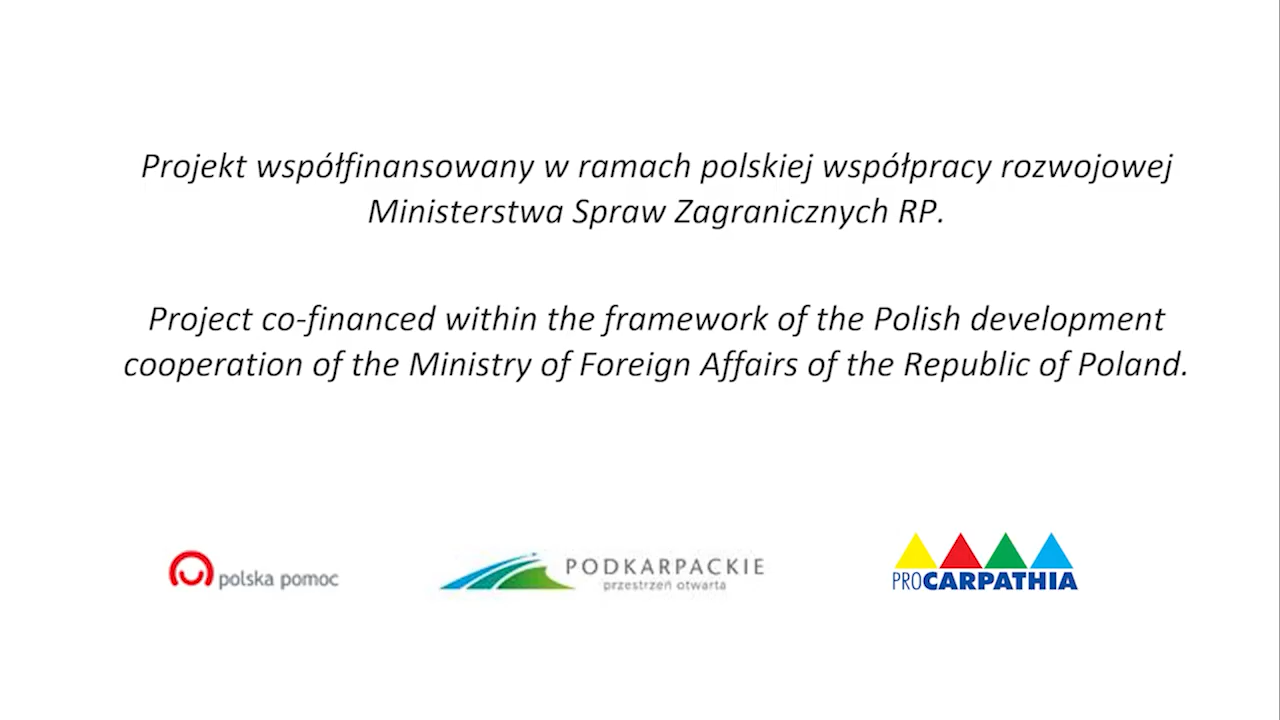 Projekt współfinansowany w ramach polskiej współpracy rozwojowej
Ministerstwa Spraw Zagranicznych RP.
Project co-financed within the framework of the Polish development
cooperation of the Ministry of Foreign Affairs of the Republic of Poland.
polska pomoc
PODKARPACKIE
przestrzeń otwarta
PROCARPATHIA